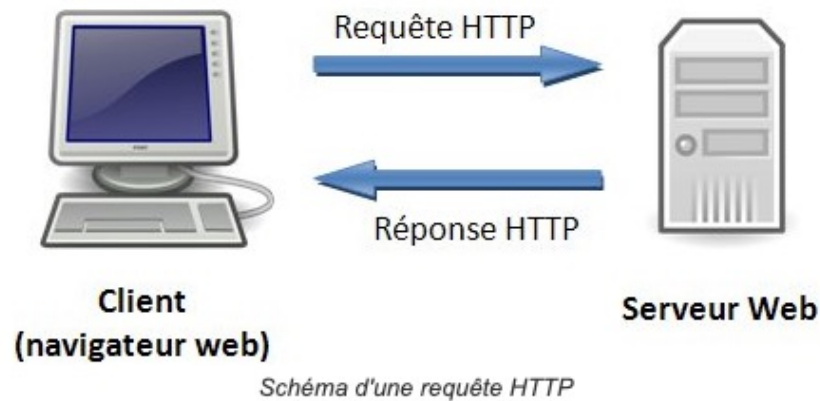 Requête HTTP
Réponse HTTP
Client
(navigateur web)
Serveur Web
Schéma d'une requête HTTP